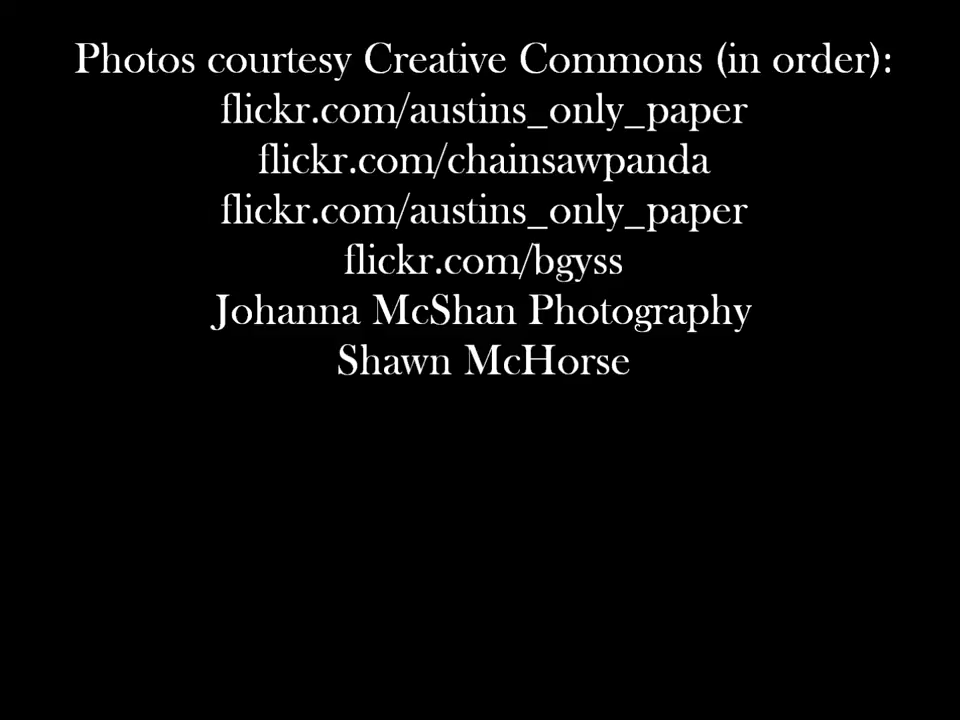 Photos courtesy Creative Commons (in order):
flickr.com/austins_only_paper
flickr.com/chainsawpanda
flickr.com/austins_only_paper
flickr.com/bgyss
Johanna McShan Photography
Shawn McHorse